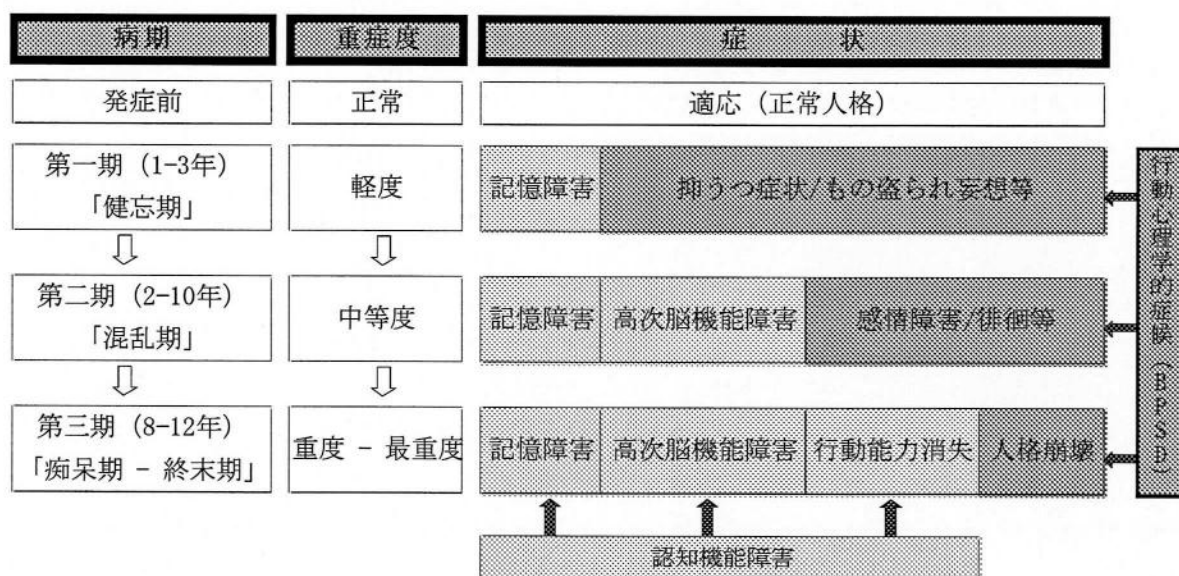 病期
重症度
症 状
発症前
正常
適応(正常人格)
第一期(1-3年)
「健忘期」
軽度
記憶障害
抑うつ症状/もの盗られ妄想等
第二期(2-10年)
「混乱期」
中等度
記憶障害
高次脳機能障害
感情障害/徘徊等
第三期(8-12年)
「痴呆期 - 終末期」
重度 - 最重度
記憶障害
高次脳機能障害
行動能力消失
人格崩壊
行動心理学的症候(BPSD)
認知機能障害